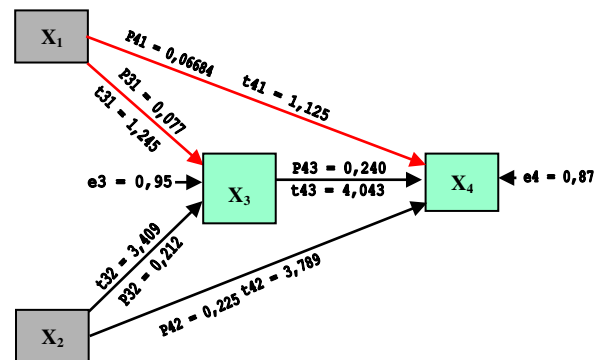 X1
P41 = 0,06684
t41 = 1,125
P31 = 0,077
t31 = 1,245
e3 = 0,95
X3
P43 = 0,240
t43 = 4,043
X4
e4 = 0,87
t32 = 3,409
P32 = 0,212
P42 = 0,225 t42 = 3,789
X2